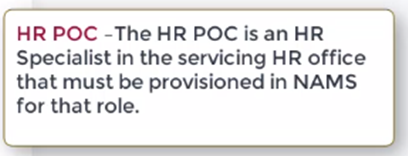 HR POC –The HR POC is an HR
Specialist in the servicing HR office
that must be provisioned in NAMS
for that role.